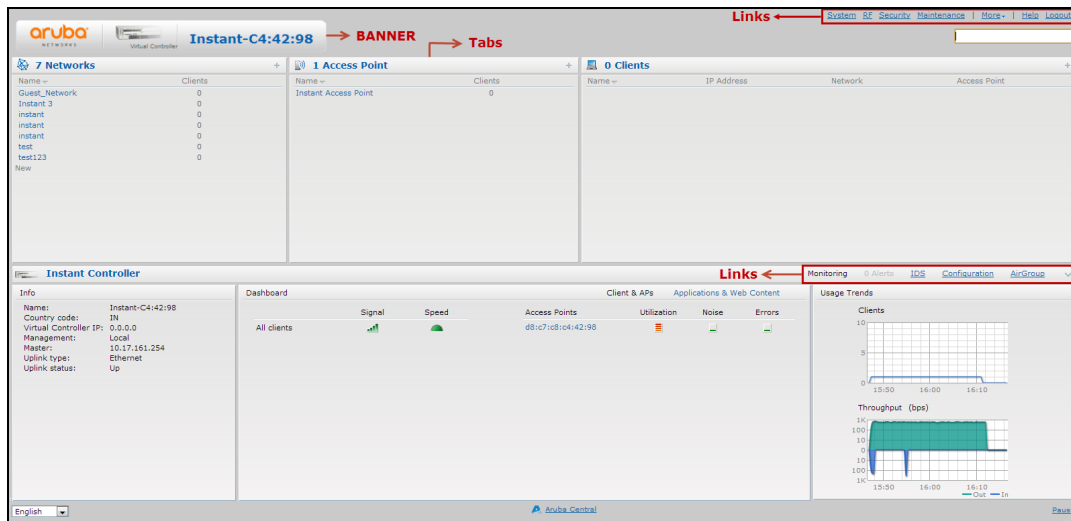 Links
System RF Security Maintenance | More | Help Logout
aruba
NETWORKS
Virtual Controller
Instant-C4:42:98
BANNER
Tabs
7 Networks +
Name Clients
Guest_Network 0
Instant 3 0
instant 0
instant 0
instant 0
test 0
test123 0
New
1 Access Point +
Name Clients
Instant Access Point 0
0 Clients +
Name IP Address Network Access Point
Instant Controller
Links
Monitoring 0 Alerts IDS Configuration AirGroup
Info
Name: Instant-C4:42:98
Country code: IN
Virtual Controller IP: 0.0.0.0
Management: Local
Master: 10.17.161.254
Uplink type: Ethernet
Uplink status: Up
Dashboard
Client & APs Applications & Web Content
Signal Speed
All clients
Access Points Utilization Noise Errors
d8:c7:c8:c4:42:98
Usage Trends
Clients
10
5
0
15:50 16:00 16:10
Throughput (bps)
1K
100
10
0
10
100
1K
15:50 16:00 16:10
Out In
English
Aruba Central
Paus